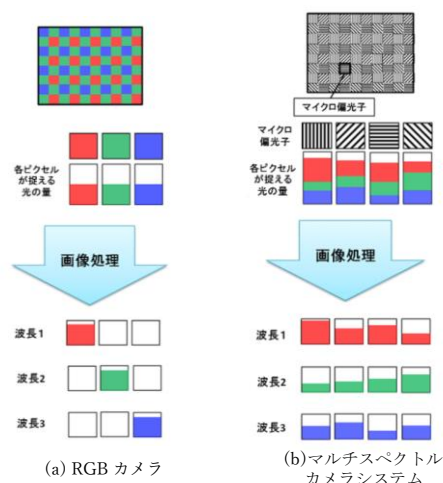 各ピクセル
が捉える
光の量
画像処理
波長1
波長2
波長3
(a) RGB カメラ
マイクロ偏光子
マイクロ
偏光子
各ピクセル
が捉える
光の量
画像処理
波長1
波長2
波長3
(b)マルチスペクトル
カメラシステム